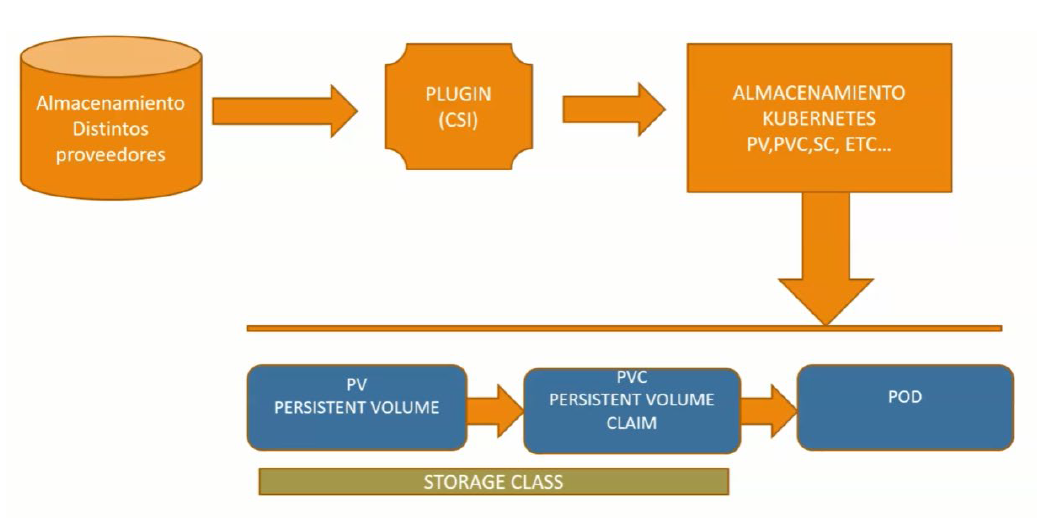 Almacenamiento
Distintos
proveedores
PLUGIN
(CSI)
ALMACENAMIENTO
KUBERNETES
PV,PVC,SC, ETC...
PV
PERSISTENT VOLUME
PVC
PERSISTENT VOLUME
CLAIM
POD
STORAGE CLASS